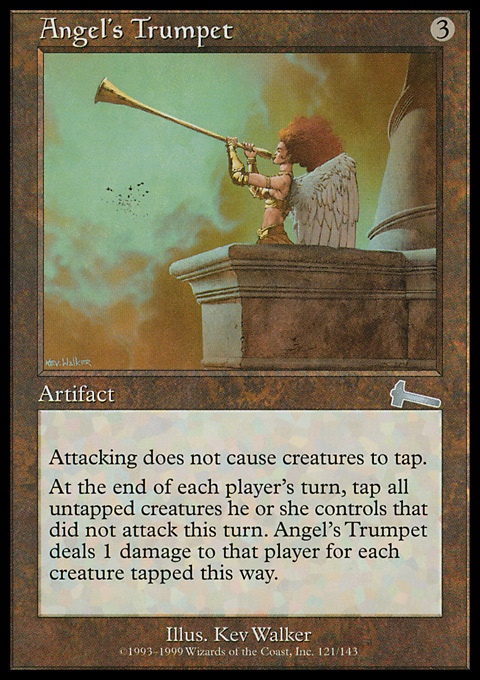 Angel's Trumpet
3
KEV WALKER
Artifact
Attacking does not cause creatures to tap.
At the end of each player's turn, tap all
untapped creatures he or she controls that
did not attack this turn. Angel's Trumpet
deals 1 damage to that player for each
creature tapped this way.
Illus. Kev Walker
©1993–1999 Wizards of the Coast, Inc. 121/143